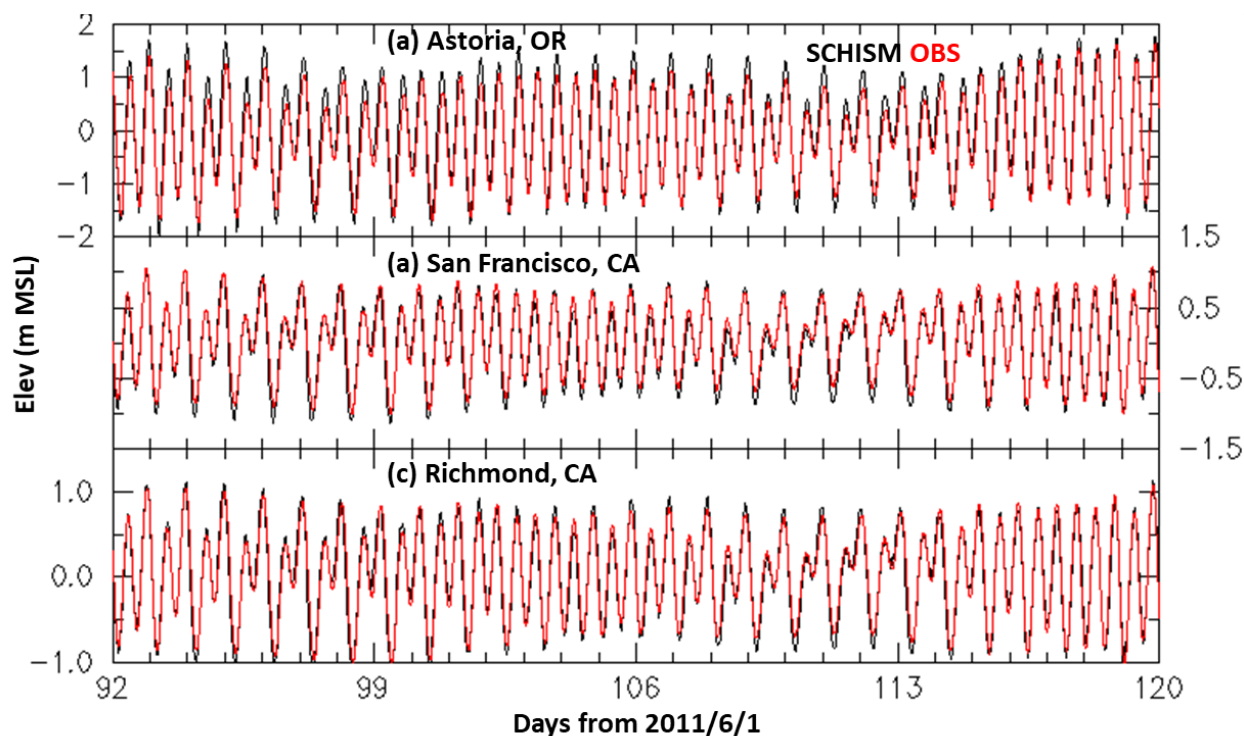 2
(a) Astoria, OR
SCHISM OBS
1
0
−1
−2
1.5
(a) San Francisco, CA
0.5
Elev (m MSL)
−0.5
−1.5
(c) Richmond, CA
1.0
0.0
−1.0
92
99
106
113
120
Days from 2011/6/1